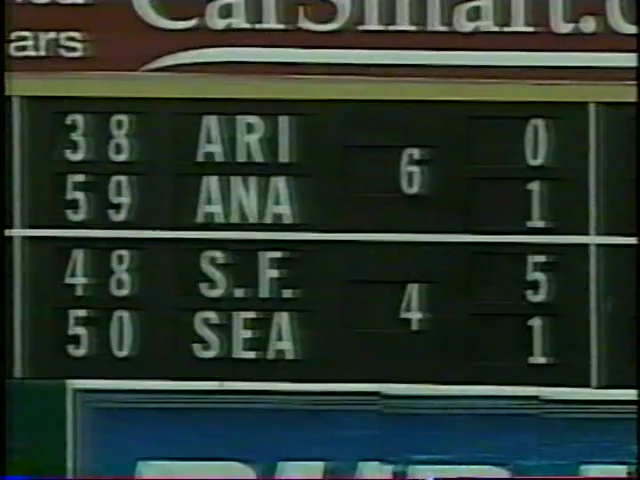 CarSmart.c
ars
38 ARI 6 0
59 ANA 1
48 S.F. 4 5
50 SEA 1